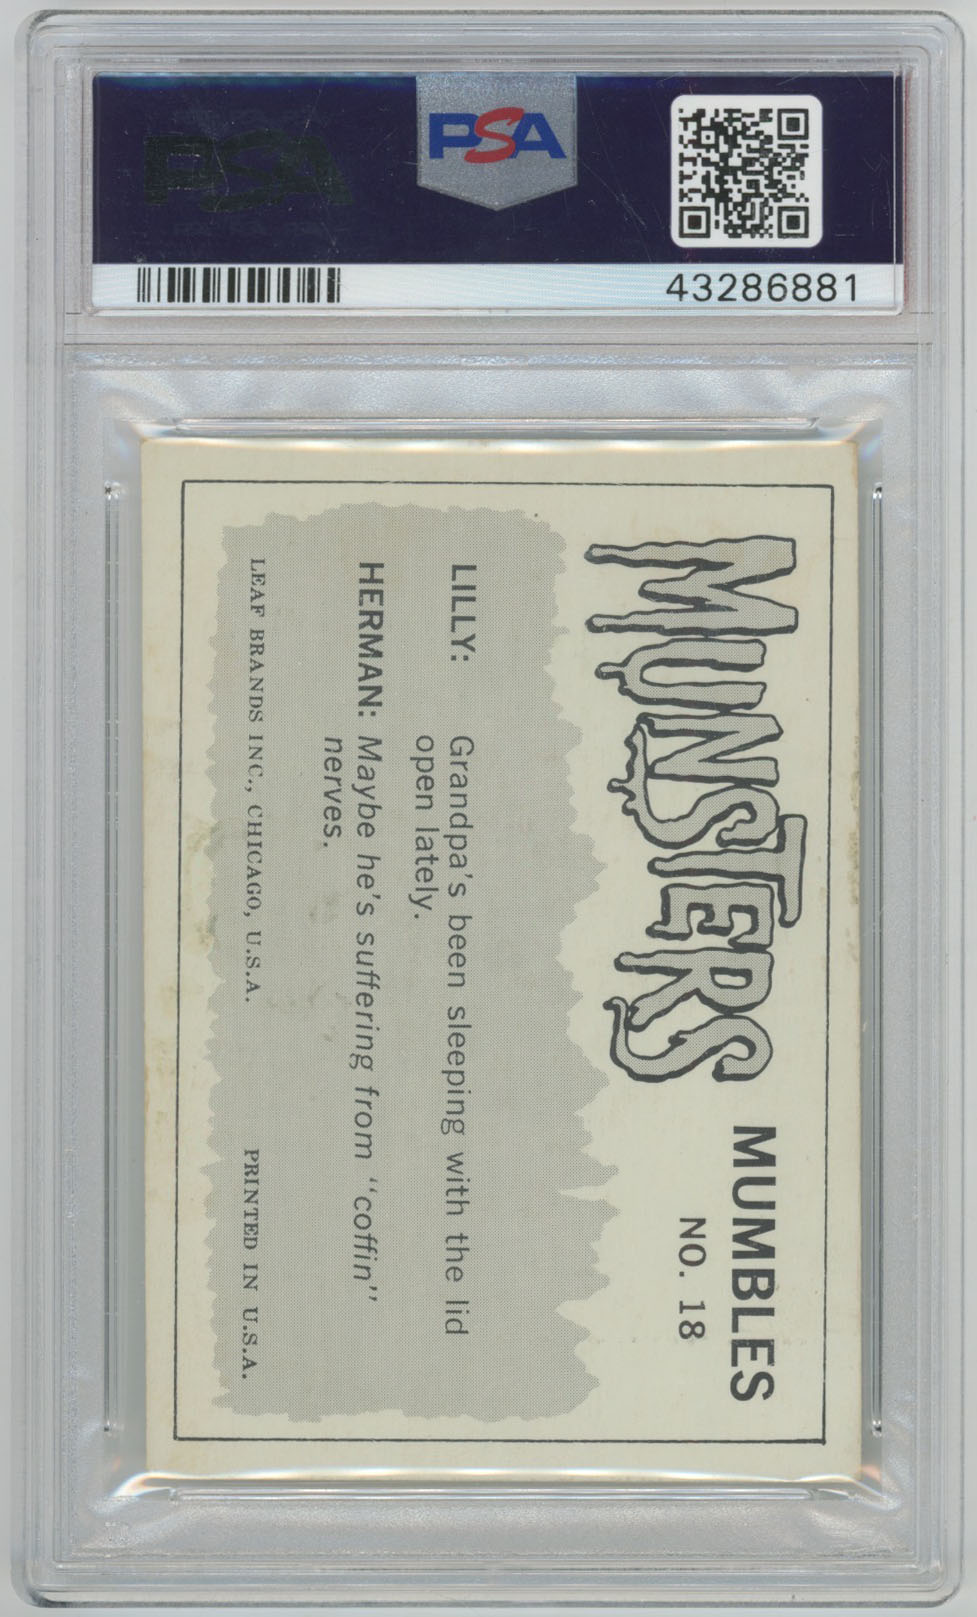 PSA
PSA
43286881
MUNSTERS
MUMBLES
NO. 18
LILLY: Grandpa's been sleeping with the lid
open lately.
HERMAN: Maybe he's suffering from "coffin"
nerves.
LEAF BRANDS INC., CHICAGO, U.S.A. PRINTED IN U.S.A.